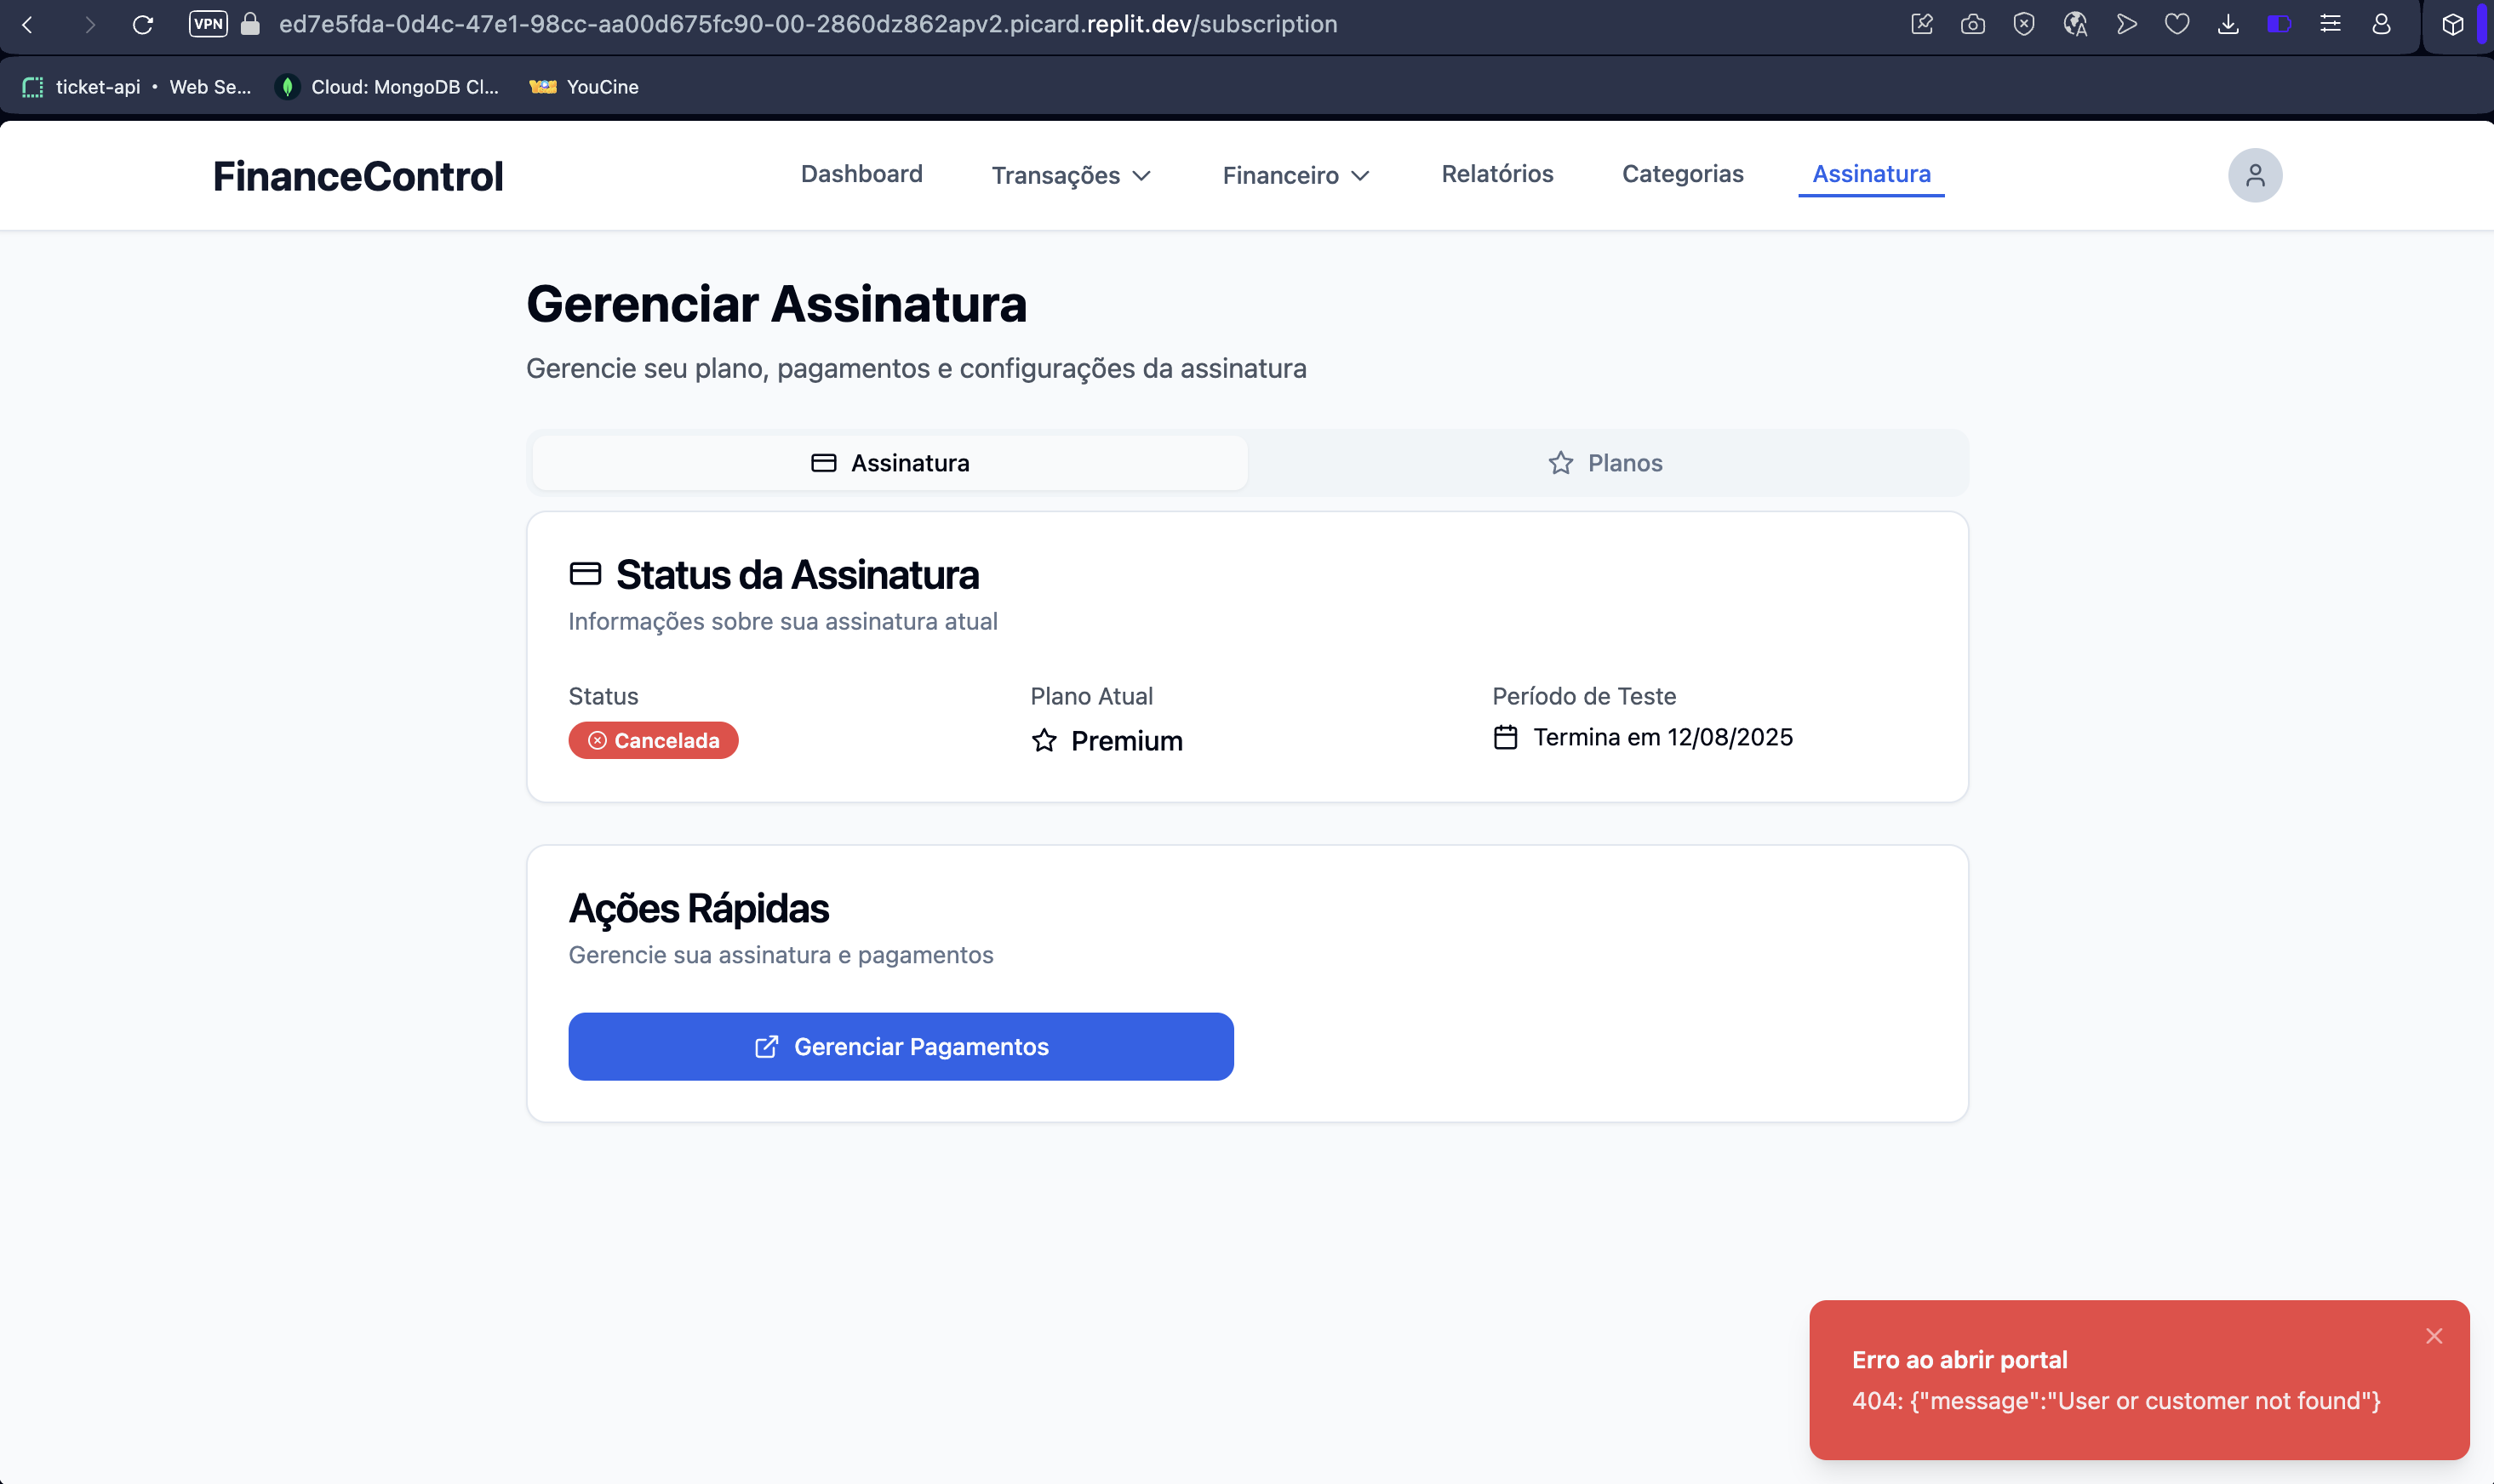 VPN ed7e5fda-0d4c-47e1-98cc-aa00d675fc90-00-2860dz862apv2.picard.replit.dev/subscription
ticket-api • Web Se... Cloud: MongoDB Cl... YouCine
FinanceControl Dashboard Transações Financeiro Relatórios Categorias Assinatura
Gerenciar Assinatura
Gerencie seu plano, pagamentos e configurações da assinatura
Assinatura Planos
Status da Assinatura
Informações sobre sua assinatura atual
Status Plano Atual Período de Teste
Cancelada Premium Termina em 12/08/2025
Ações Rápidas
Gerencie sua assinatura e pagamentos
Gerenciar Pagamentos
Erro ao abrir portal
404: {"message":"User or customer not found"}